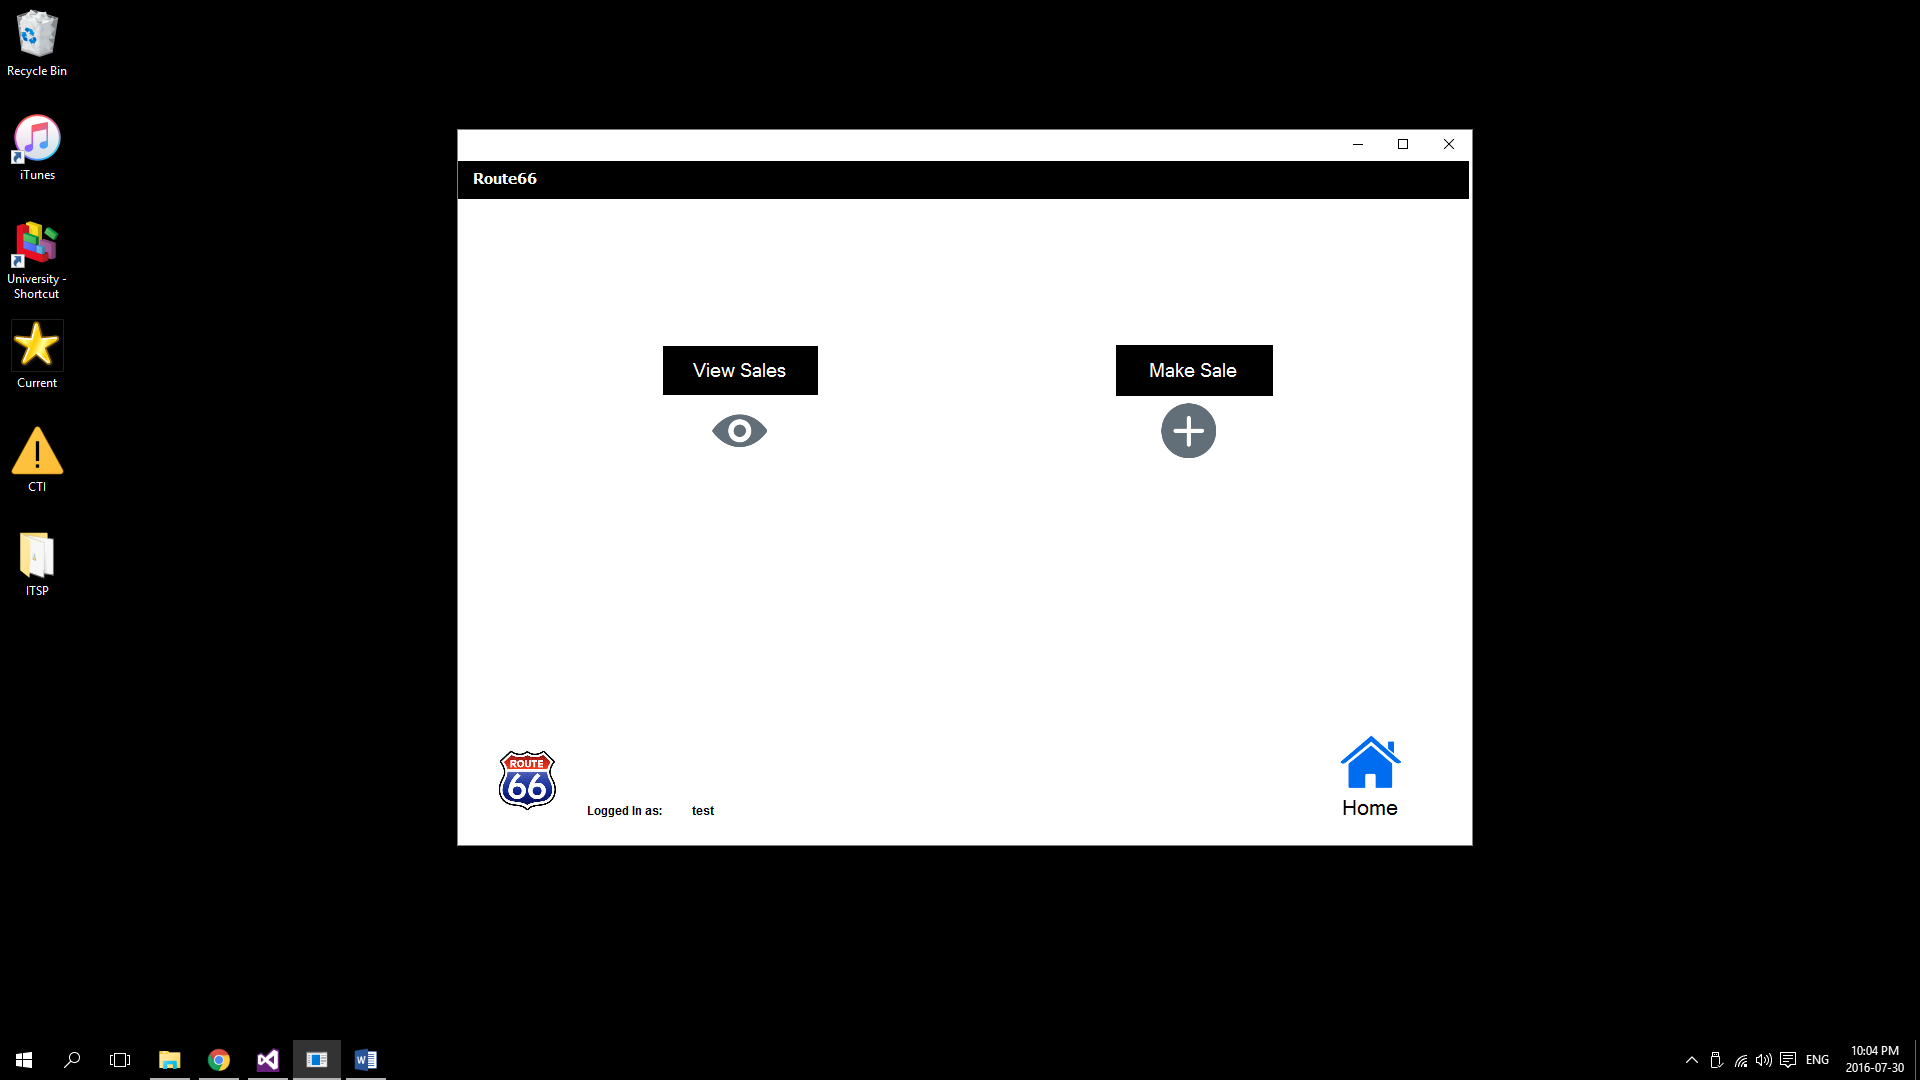 Recycle Bin
iTunes
University -
Shortcut
Current
CTI
ITSP
Route66
View Sales
Make Sale
ROUTE
66
Logged In as: test
Home
ENG
10:04 PM
2016-07-30